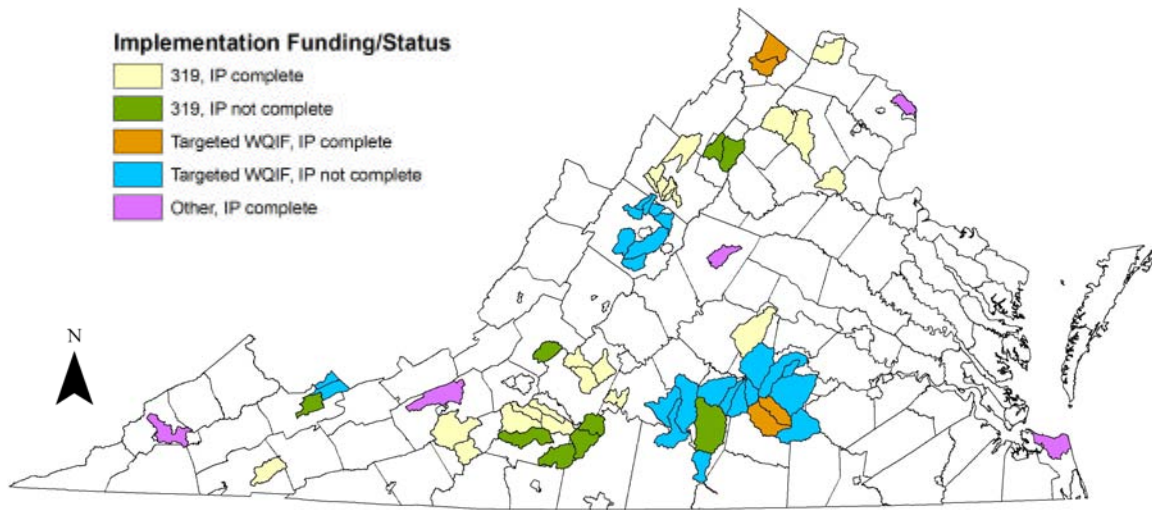 Implementation Funding/Status
319, IP complete
319, IP not complete
Targeted WQIF, IP complete
Targeted WQIF, IP not complete
Other, IP complete
N